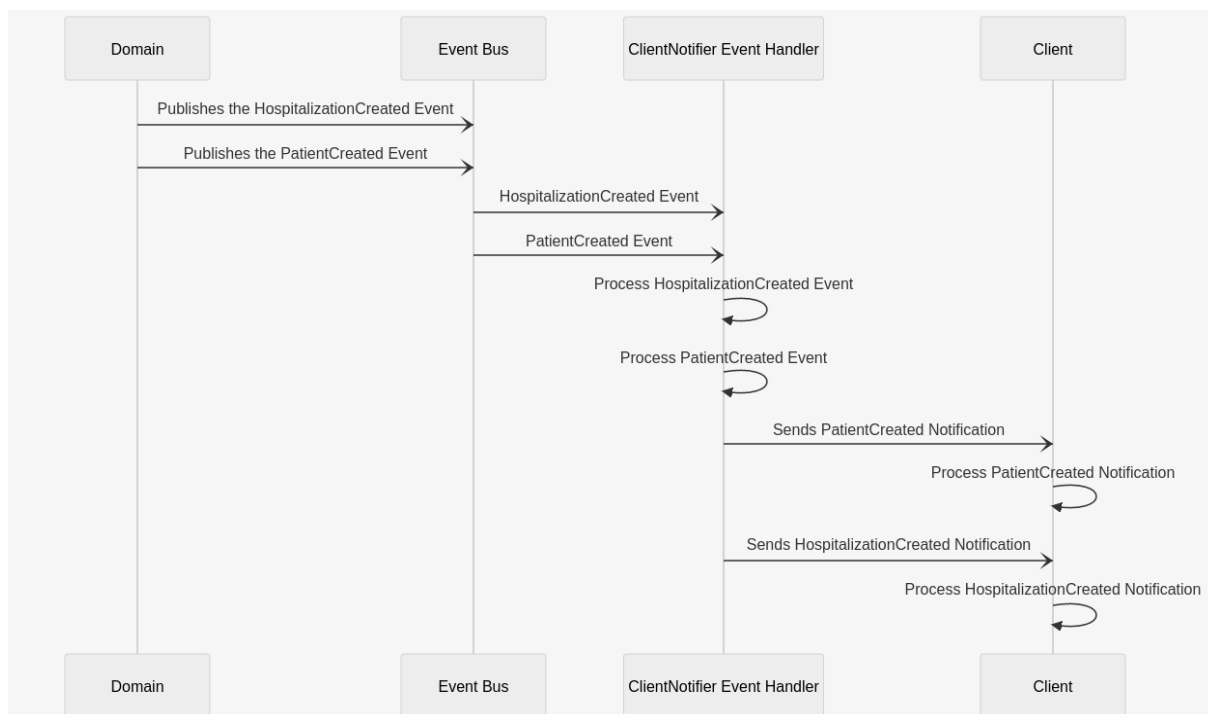 Domain
Event Bus
ClientNotifier Event Handler
Client
Publishes the HospitalizationCreated Event
Publishes the PatientCreated Event
HospitalizationCreated Event
PatientCreated Event
Process HospitalizationCreated Event
Process PatientCreated Event
Sends PatientCreated Notification
Process PatientCreated Notification
Sends HospitalizationCreated Notification
Process HospitalizationCreated Notification
Domain
Event Bus
ClientNotifier Event Handler
Client